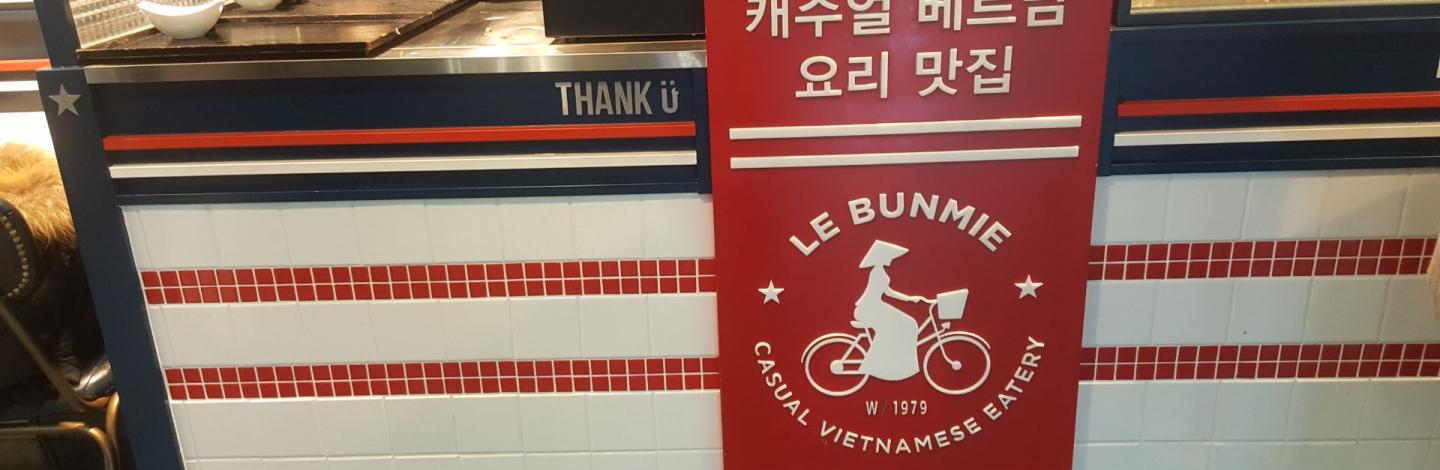 THANK Ü
캐주얼 베트남
요리 맛집
LE BUNMIE
W / 1979
CASUAL VIETNAMESE EATERY